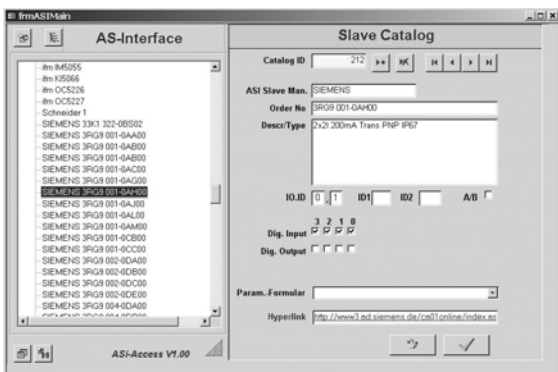 frmASIMain
AS-Interface
ifm IM5055
ifm KI5066
ifm OC5226
ifm OC5227
Schneider 1
SIEMENS 33K1 322-0BS02
SIEMENS 3RG9 001-0AA00
SIEMENS 3RG9 001-0AB00
SIEMENS 3RG9 001-0AB00
SIEMENS 3RG9 001-0AC00
SIEMENS 3RG9 001-0AG00
SIEMENS 3RG9 001-0AH00
SIEMENS 3RG9 001-0AJ00
SIEMENS 3RG9 001-0AL00
SIEMENS 3RG9 001-0AM00
SIEMENS 3RG9 001-0CB00
SIEMENS 3RG9 001-0CC00
SIEMENS 3RG9 002-0DA00
SIEMENS 3RG9 002-0DB00
SIEMENS 3RG9 002-0DC00
SIEMENS 3RG9 002-0DE00
SIEMENS 3RG9 004-0DA00
SIEMENS 3RG9 004-0DB00
ASi-Access V1.00
Slave Catalog
Catalog ID 212
ASI Slave Man. SIEMENS
Order No 3RG9 001-0AH00
Descr/Type 2x2I 200mA Trans PNP IP67
IO.ID 0 . 1 ID1 ID2 A/B
3 2 1 0
Dig. Input
Dig. Output
Param.-Formular
Hyperlink http://www3.ad.siemens.de/ca01online/index.as